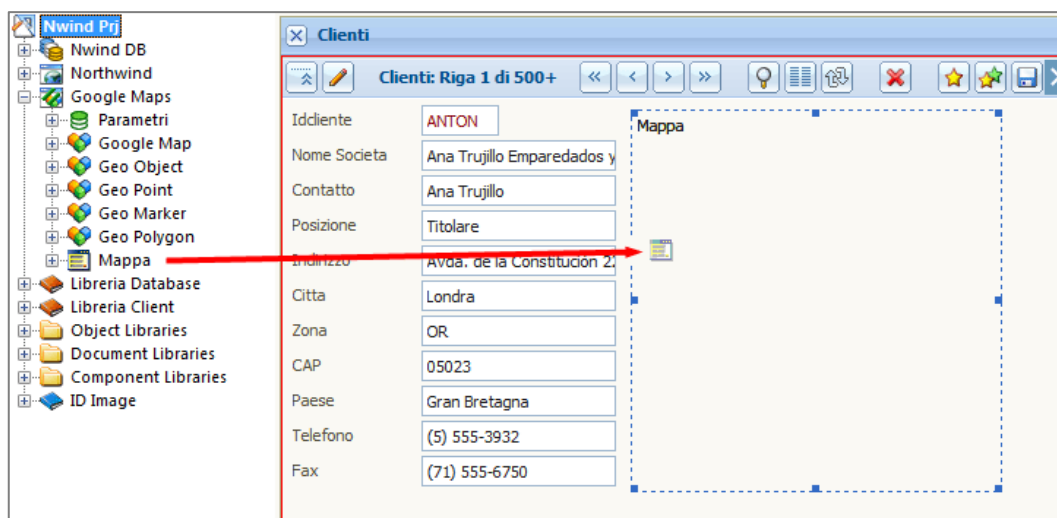 Nwind Prj
Nwind DB
Northwind
Google Maps
Parametri
Google Map
Geo Object
Geo Point
Geo Marker
Geo Polygon
Mappa
Libreria Database
Libreria Client
Object Libraries
Document Libraries
Component Libraries
ID Image
Clienti
Clienti: Riga 1 di 500+
Idcliente ANTON
Nome Societa Ana Trujillo Emparedados y
Contatto Ana Trujillo
Posizione Titolare
Indirizzo Avda. de la Constitución 22
Citta Londra
Zona OR
CAP 05023
Paese Gran Bretagna
Telefono (5) 555-3932
Fax (71) 555-6750
Mappa